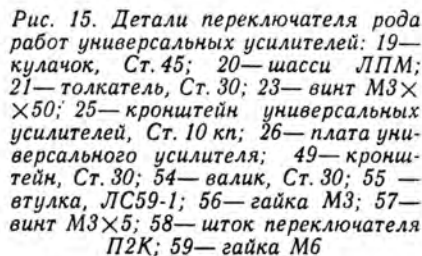 Рис. 15. Детали переключателя рода
работ универсальных усилителей: 19—
кулачок, Ст. 45; 20— шасси ЛПМ;
21— толкатель, Ст. 30; 23— винт М3×
×50; 25— кронштейн универсальных
усилителей, Ст. 10 кп; 26— плата уни-
версального усилителя; 49— кронш-
тейн, Ст. 30; 54— валик, Ст. 30; 55 —
втулка, ЛС59-1; 56— гайка М3; 57—
винт М3×5; 58— шток переключателя
П2К; 59— гайка М6